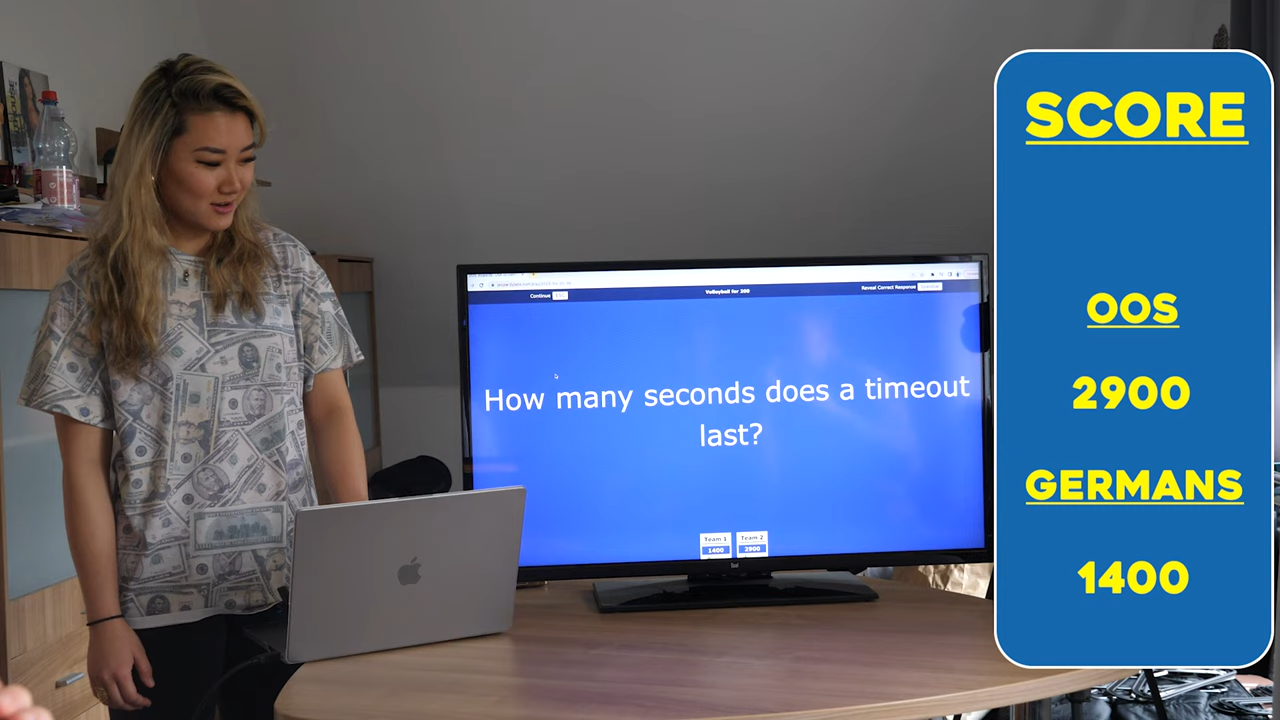 SCORE
OOS
2900
GERMANS
1400
Continue
Volleyball for 200
Reveal Correct Response
How many seconds does a timeout
last?
Team 1
Team 2
1400
2900